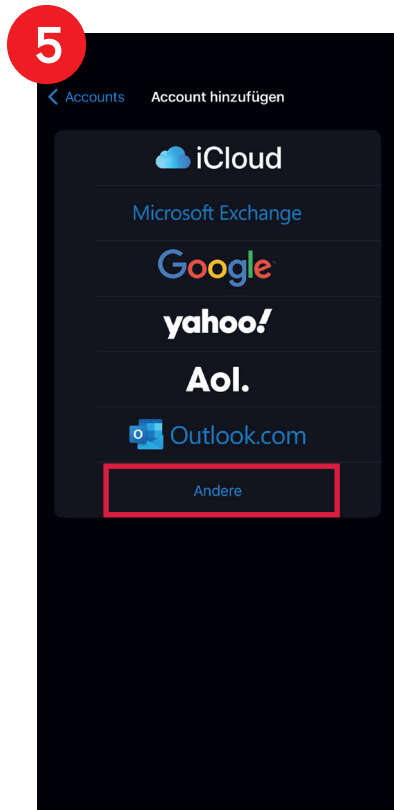 5
Accounts Account hinzufügen
iCloud
Microsoft Exchange
Google
yahoo!
Aol.
Outlook.com
Andere